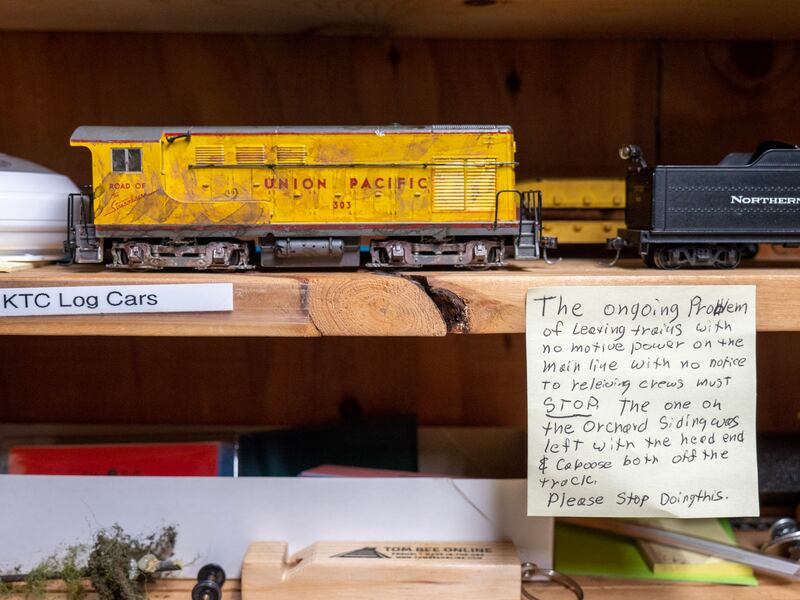 ROAD OF
The
Streamliners
UNION PACIFIC
303
NORTHERN
KTC Log Cars
The ongoing Problem
of Leaving trains with
no motive power on the
main line with no notice
to releiving crews must
STOP. The one on
the Orchard Siding was
left with the head end
& Caboose both off the
track.
Please Stop Doing this.
TOM BEE ONLINE